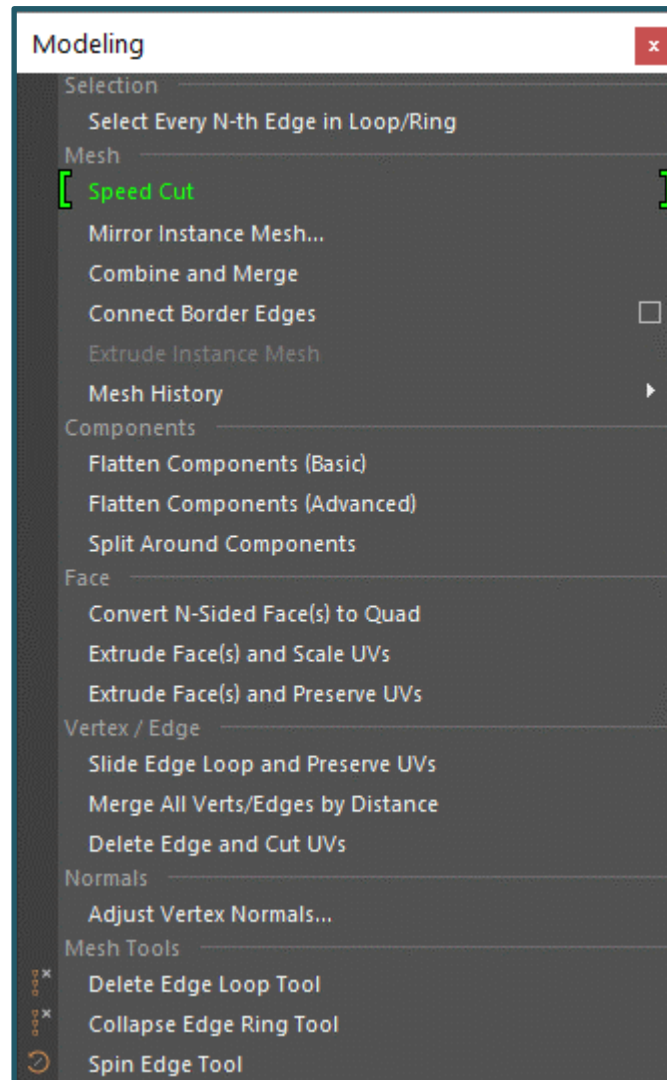 Modeling
Selection
Select Every N-th Edge in Loop/Ring
Mesh
Speed Cut
Mirror Instance Mesh...
Combine and Merge
Connect Border Edges
Extrude Instance Mesh
Mesh History
Components
Flatten Components (Basic)
Flatten Components (Advanced)
Split Around Components
Face
Convert N-Sided Face(s) to Quad
Extrude Face(s) and Scale UVs
Extrude Face(s) and Preserve UVs
Vertex / Edge
Slide Edge Loop and Preserve UVs
Merge All Verts/Edges by Distance
Delete Edge and Cut UVs
Normals
Adjust Vertex Normals...
Mesh Tools
Delete Edge Loop Tool
Collapse Edge Ring Tool
Spin Edge Tool